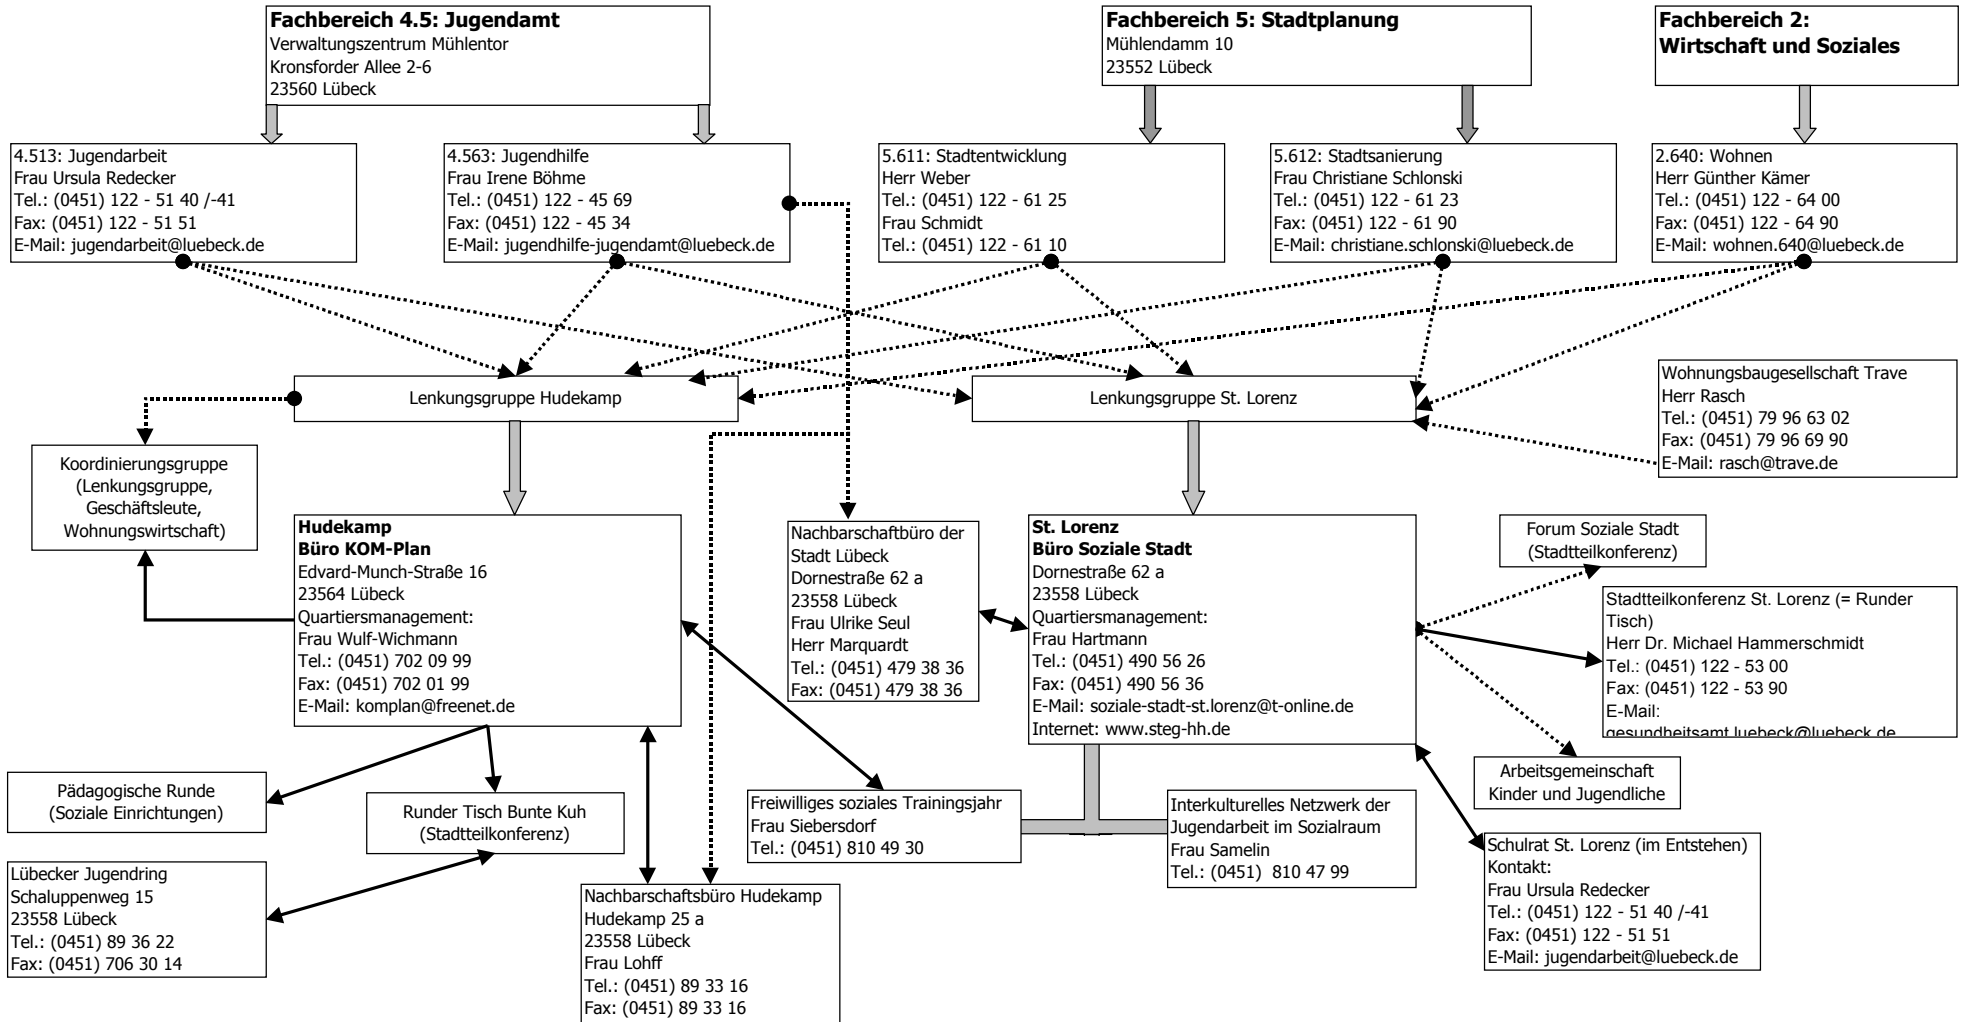 Fachbereich 4.5: Jugendamt
Verwaltungszentrum Mühlentor
Kronsforder Allee 2-6
23560 Lübeck
Fachbereich 5: Stadtplanung
Mühlendamm 10
23552 Lübeck
Fachbereich 2:
Wirtschaft und Soziales
4.513: Jugendarbeit
Frau Ursula Redecker
Tel.: (0451) 122 - 51 40 /-41
Fax: (0451) 122 - 51 51
E-Mail: jugendarbeit@luebeck.de
4.563: Jugendhilfe
Frau Irene Böhme
Tel.: (0451) 122 - 45 69
Fax: (0451) 122 - 45 34
E-Mail: jugendhilfe-jugendamt@luebeck.de
5.611: Stadtentwicklung
Herr Weber
Tel.: (0451) 122 - 61 25
Frau Schmidt
Tel.: (0451) 122 - 61 10
5.612: Stadtsanierung
Frau Christiane Schlonski
Tel.: (0451) 122 - 61 23
Fax: (0451) 122 - 61 90
E-Mail: christiane.schlonski@luebeck.de
2.640: Wohnen
Herr Günther Kämer
Tel.: (0451) 122 - 64 00
Fax: (0451) 122 - 64 90
E-Mail: wohnen.640@luebeck.de
Lenkungsgruppe Hudekamp
Lenkungsgruppe St. Lorenz
Wohnungsbaugesellschaft Trave
Herr Rasch
Tel.: (0451) 79 96 63 02
Fax: (0451) 79 96 69 90
E-Mail: rasch@trave.de
Koordinierungsgruppe
(Lenkungsgruppe,
Geschäftsleute,
Wohnungswirtschaft)
Hudekamp
Büro KOM-Plan
Edvard-Munch-Straße 16
23564 Lübeck
Quartiersmanagement:
Frau Wulf-Wichmann
Tel.: (0451) 702 09 99
Fax: (0451) 702 01 99
E-Mail: komplan@freenet.de
Nachbarschaftbüro der
Stadt Lübeck
Dornestraße 62 a
23558 Lübeck
Frau Ulrike Seul
Herr Marquardt
Tel.: (0451) 479 38 36
Fax: (0451) 479 38 36
St. Lorenz
Büro Soziale Stadt
Dornestraße 62 a
23558 Lübeck
Quartiersmanagement:
Frau Hartmann
Tel.: (0451) 490 56 26
Fax: (0451) 490 56 36
E-Mail: soziale-stadt-st.lorenz@t-online.de
Internet: www.steg-hh.de
Forum Soziale Stadt
(Stadtteilkonferenz)
Stadtteilkonferenz St. Lorenz (= Runder
Tisch)
Herr Dr. Michael Hammerschmidt
Tel.: (0451) 122 - 53 00
Fax: (0451) 122 - 53 90
E-Mail:
gesundheitsamt.luebeck@luebeck.de
Arbeitsgemeinschaft
Kinder und Jugendliche
Pädagogische Runde
(Soziale Einrichtungen)
Runder Tisch Bunte Kuh
(Stadtteilkonferenz)
Freiwilliges soziales Trainingsjahr
Frau Siebersdorf
Tel.: (0451) 810 49 30
Interkulturelles Netzwerk der
Jugendarbeit im Sozialraum
Frau Samelin
Tel.: (0451) 810 47 99
Schulrat St. Lorenz (im Entstehen)
Kontakt:
Frau Ursula Redecker
Tel.: (0451) 122 - 51 40 /-41
Fax: (0451) 122 - 51 51
E-Mail: jugendarbeit@luebeck.de
Lübecker Jugendring
Schaluppenweg 15
23558 Lübeck
Tel.: (0451) 89 36 22
Fax: (0451) 706 30 14
Nachbarschaftsbüro Hudekamp
Hudekamp 25 a
23558 Lübeck
Frau Lohff
Tel.: (0451) 89 33 16
Fax: (0451) 89 33 16